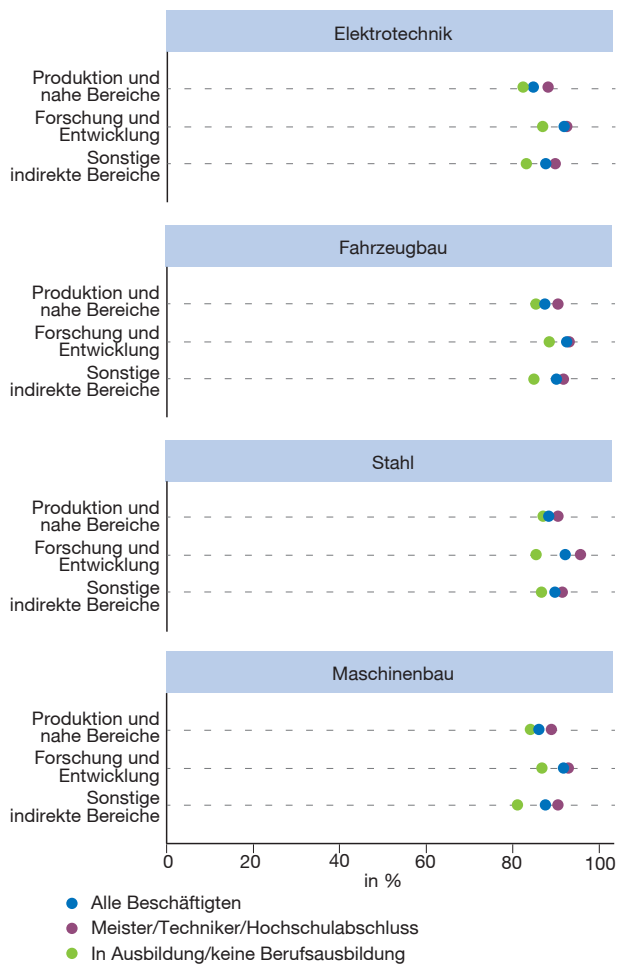 Elektrotechnik
Produktion und
nahe Bereiche
Forschung und
Entwicklung
Sonstige
indirekte Bereiche
Fahrzeugbau
Produktion und
nahe Bereiche
Forschung und
Entwicklung
Sonstige
indirekte Bereiche
Stahl
Produktion und
nahe Bereiche
Forschung und
Entwicklung
Sonstige
indirekte Bereiche
Maschinenbau
Produktion und
nahe Bereiche
Forschung und
Entwicklung
Sonstige
indirekte Bereiche
0 20 40 60 80 100
in %
Alle Beschäftigten
Meister/Techniker/Hochschulabschluss
In Ausbildung/keine Berufsausbildung